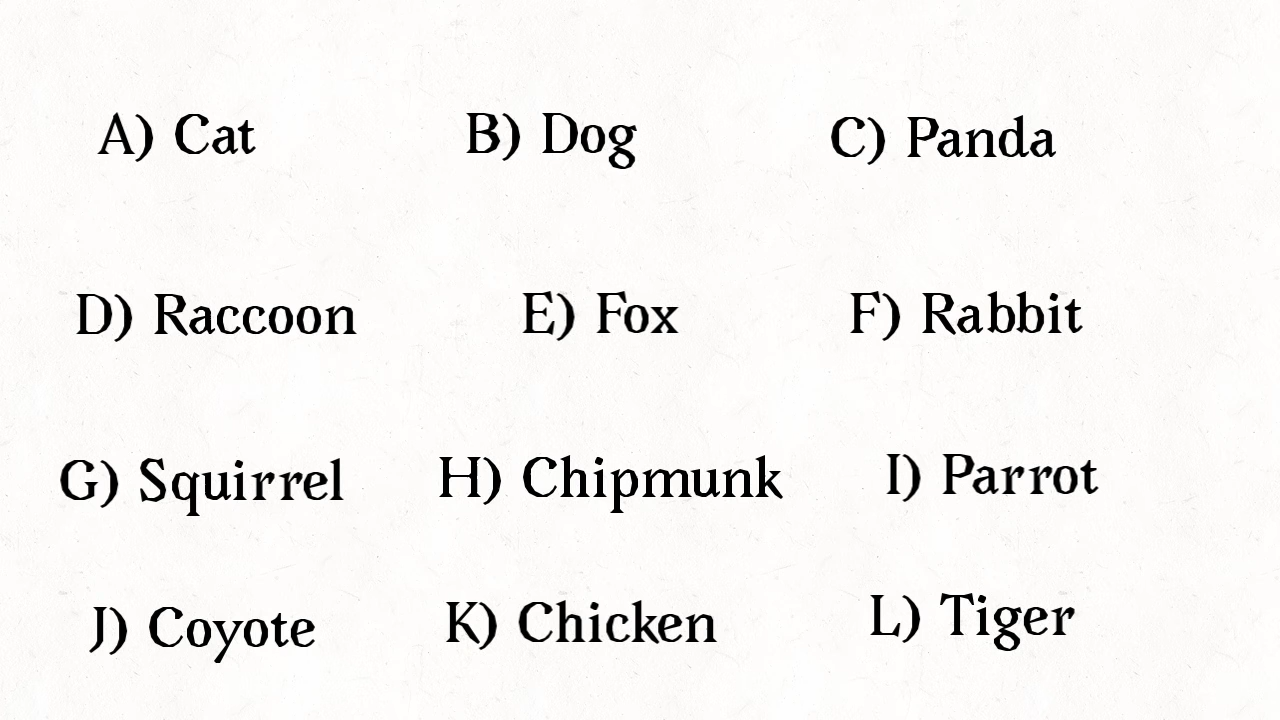 A) Cat B) Dog C) Panda
D) Raccoon E) Fox F) Rabbit
G) Squirrel H) Chipmunk I) Parrot
J) Coyote K) Chicken L) Tiger